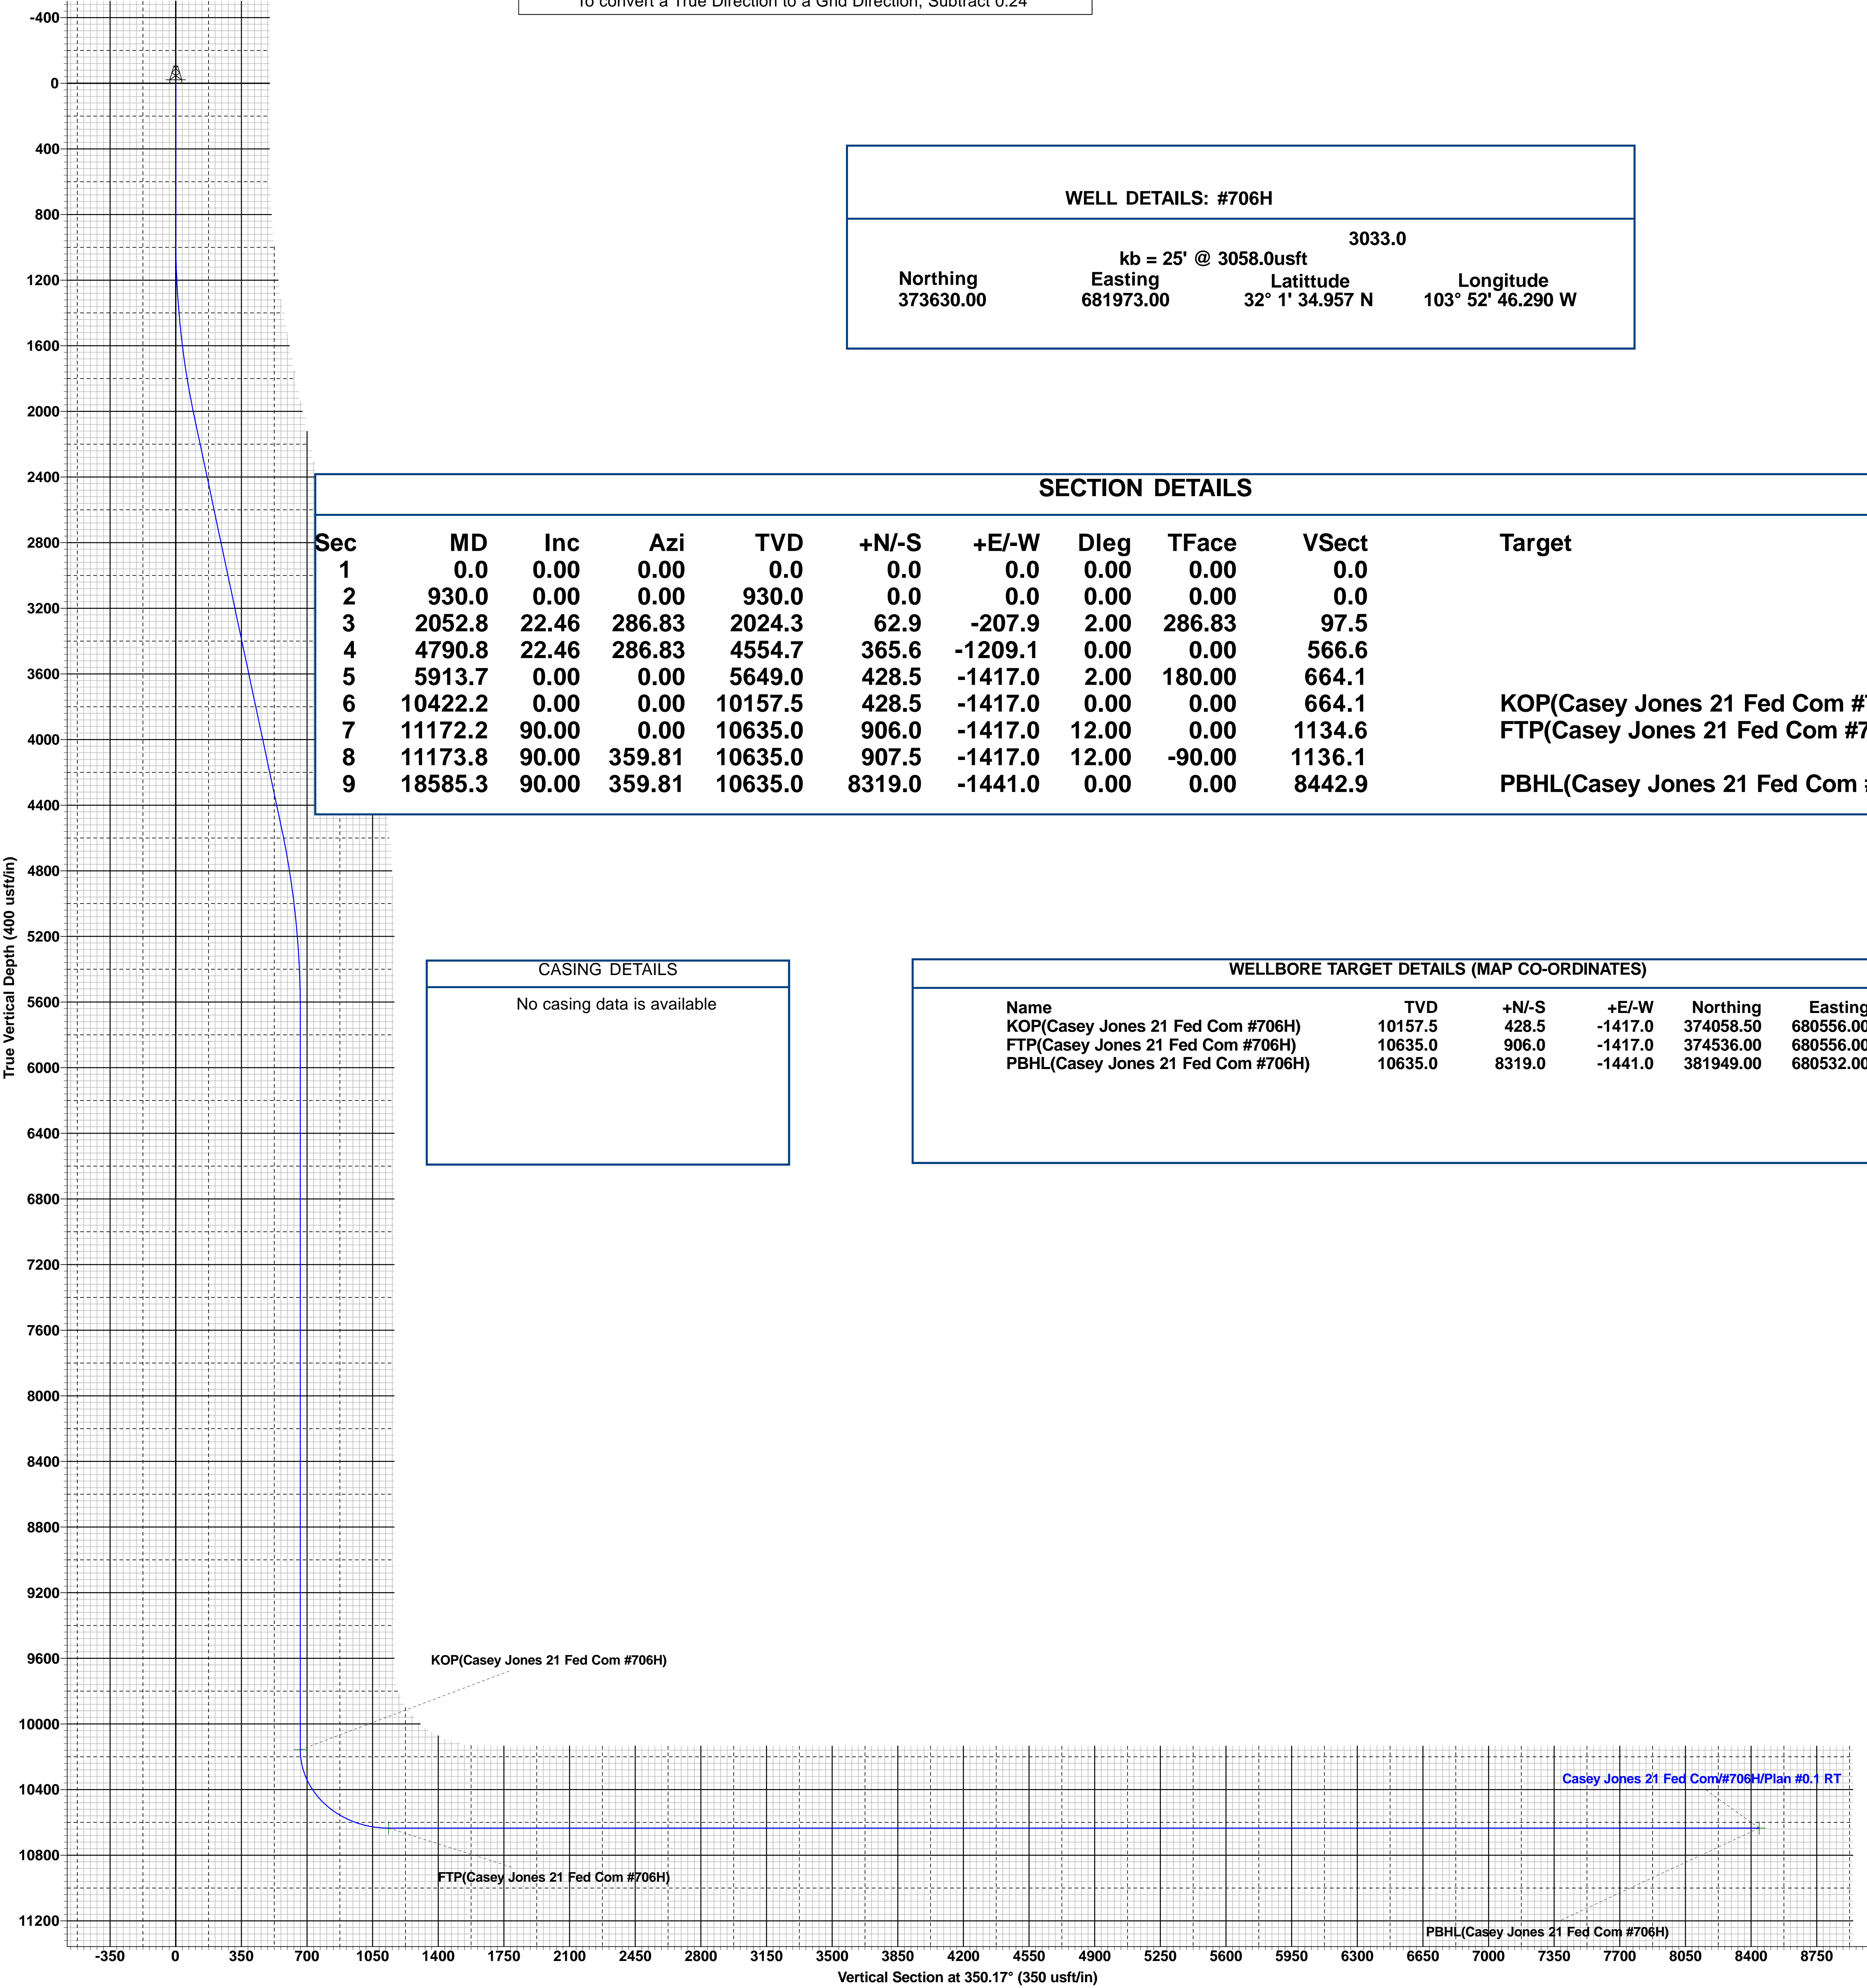 To convert a True Direction to a Grid Direction, Subtract 0.24°
WELL DETAILS: #706H
3033.0
kb = 25' @ 3058.0usft
Northing Easting Latittude Longitude
373630.00 681973.00 32° 1' 34.957 N 103° 52' 46.290 W
SECTION DETAILS
Sec MD Inc Azi TVD +N/-S +E/-W Dleg TFace VSect Target
1 0.0 0.00 0.00 0.0 0.0 0.0 0.00 0.00 0.0
2 930.0 0.00 0.00 930.0 0.0 0.0 0.00 0.00 0.0
3 2052.8 22.46 286.83 2024.3 62.9 -207.9 2.00 286.83 97.5
4 4790.8 22.46 286.83 4554.7 365.6 -1209.1 0.00 0.00 566.6
5 5913.7 0.00 0.00 5649.0 428.5 -1417.0 2.00 180.00 664.1
6 10422.2 0.00 0.00 10157.5 428.5 -1417.0 0.00 0.00 664.1 KOP(Casey Jones 21 Fed Com #7
7 11172.2 90.00 0.00 10635.0 906.0 -1417.0 12.00 0.00 1134.6 FTP(Casey Jones 21 Fed Com #7
8 11173.8 90.00 359.81 10635.0 907.5 -1417.0 12.00 -90.00 1136.1
9 18585.3 90.00 359.81 10635.0 8319.0 -1441.0 0.00 0.00 8442.9 PBHL(Casey Jones 21 Fed Com #
CASING DETAILS
No casing data is available
WELLBORE TARGET DETAILS (MAP CO-ORDINATES)
Name TVD +N/-S +E/-W Northing Easting
KOP(Casey Jones 21 Fed Com #706H) 10157.5 428.5 -1417.0 374058.50 680556.00
FTP(Casey Jones 21 Fed Com #706H) 10635.0 906.0 -1417.0 374536.00 680556.00
PBHL(Casey Jones 21 Fed Com #706H) 10635.0 8319.0 -1441.0 381949.00 680532.00
True Vertical Depth (400 usft/in)
-400
0
400
800
1200
1600
2000
2400
2800
3200
3600
4000
4400
4800
5200
5600
6000
6400
6800
7200
7600
8000
8400
8800
9200
9600
10000
10400
10800
11200
KOP(Casey Jones 21 Fed Com #706H)
Casey Jones 21 Fed Com/#706H/Plan #0.1 RT
FTP(Casey Jones 21 Fed Com #706H)
PBHL(Casey Jones 21 Fed Com #706H)
-350 0 350 700 1050 1400 1750 2100 2450 2800 3150 3500 3850 4200 4550 4900 5250 5600 5950 6300 6650 7000 7350 7700 8050 8400 8750
Vertical Section at 350.17° (350 usft/in)